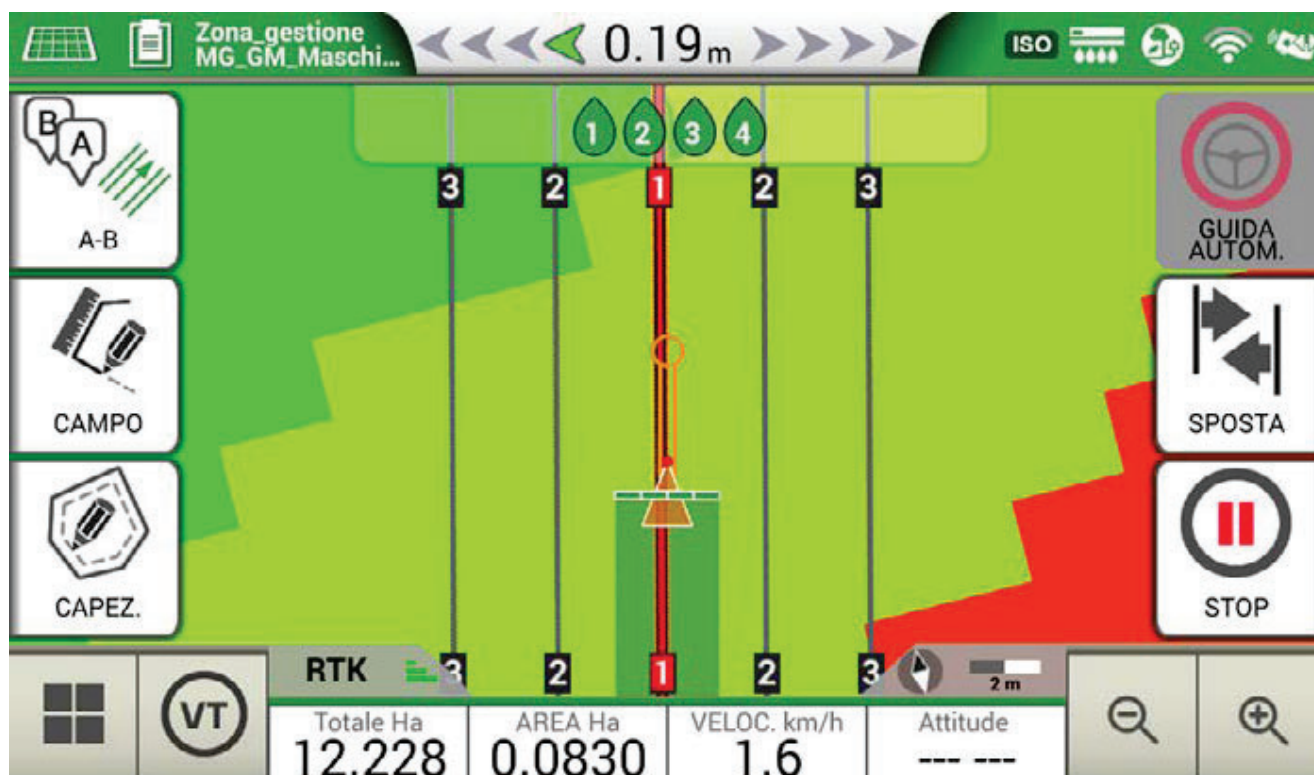 Zona_gestione
MG_GM_Maschi...
0.19 m
ISO
B
A
A-B
1 2 3 4
3 2 1 2 3
GUIDA
AUTOM.
CAMPO
SPOSTA
CAPEZ.
STOP
RTK
3 2 1 2 3
2 m
VT
Totale Ha
12.228
AREA Ha
0.0830
VELOC. km/h
1.6
Attitude
--- ---